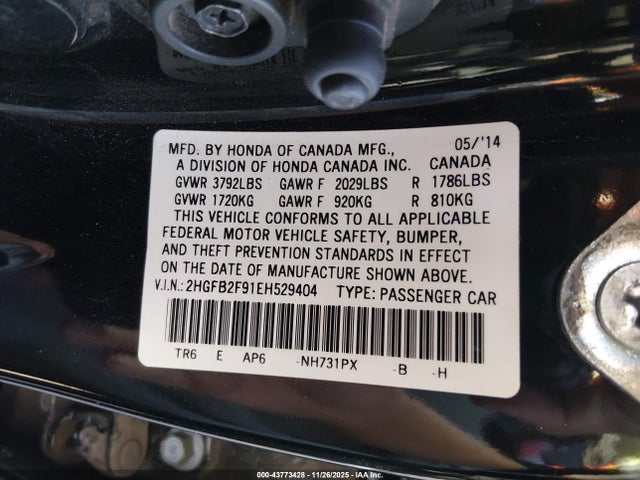 MFD. BY HONDA OF CANADA MFG., 05/'14
A DIVISION OF HONDA CANADA INC. CANADA
GVWR 3792LBS GAWR F 2029LBS R 1786LBS
GVWR 1720KG GAWR F 920KG R 810KG
THIS VEHICLE CONFORMS TO ALL APPLICABLE
FEDERAL MOTOR VEHICLE SAFETY, BUMPER,
AND THEFT PREVENTION STANDARDS IN EFFECT
ON THE DATE OF MANUFACTURE SHOWN ABOVE.
V.I.N.: 2HGFB2F91EH529404 TYPE: PASSENGER CAR
TR6 E AP6 -NH731PX -B -H
000-43773428 - 11/26/2025 - IAAI.COM